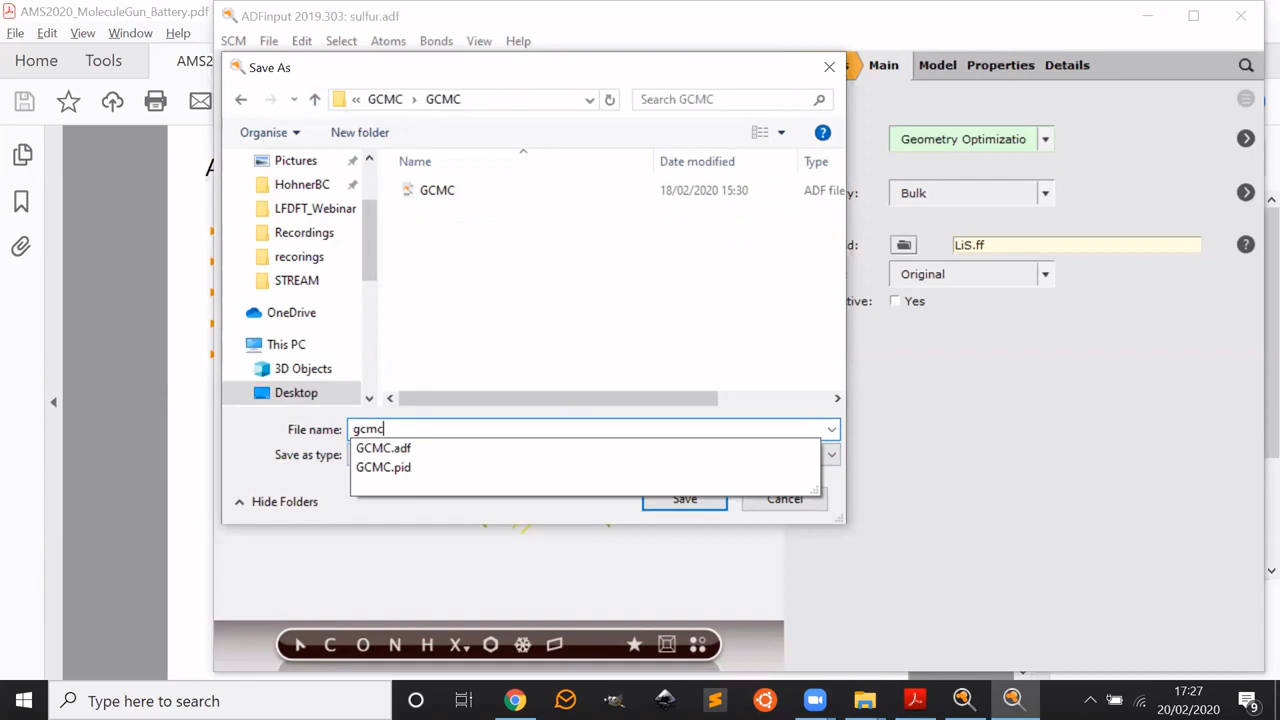 AMS2020_MoleculeGun_Battery.pdf
File Edit View Window Help
Home Tools AMS2
ADFinput 2019.303: sulfur.adf
SCM File Edit Select Atoms Bonds View Help
Save As
« GCMC › GCMC
Search GCMC
Organise New folder
Name Date modified Type
Pictures
HohnerBC
LFDFT_Webinar
Recordings
recorings
STREAM
OneDrive
This PC
3D Objects
Desktop
GCMC 18/02/2020 15:30 ADF file
File name: gcmc
GCMC.adf
GCMC.pid
Save as type:
Hide Folders
Save Cancel
Main Model Properties Details
Geometry Optimizatio
Bulk
LiS.ff
Original
Yes
C O N H X
Type here to search
17:27
20/02/2020
9